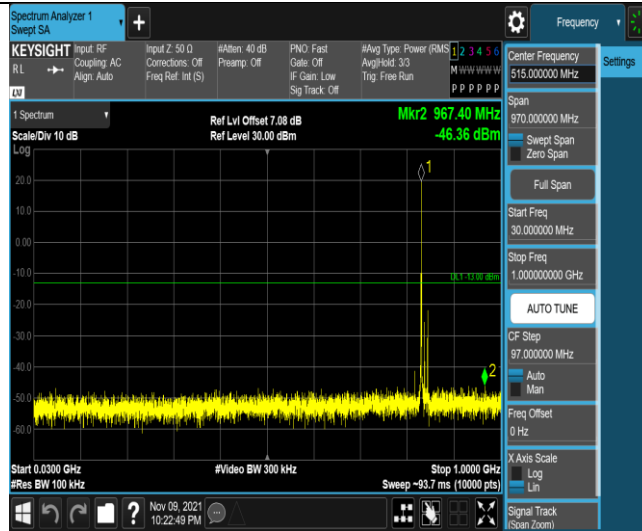 Spectrum Analyzer 1
Swept SA
Frequency
KEYSIGHT
R L
LXI
Input: RF
Coupling: AC
Align: Auto
Input Z: 50 Ω
Corrections: Off
Freq Ref: Int (S)
#Atten: 40 dB
Preamp: Off
PNO: Fast
Gate: Off
IF Gain: Low
Sig Track: Off
#Avg Type: Power (RMS
Avg|Hold: 3/3
Trig: Free Run
1 2 3 4 5 6
M W W W W W
P P P P P P
1 Spectrum
Scale/Div 10 dB
Log
Ref Lvl Offset 7.08 dB
Ref Level 30.00 dBm
Mkr2 967.40 MHz
-46.36 dBm
1
20.0
10.0
0.00
-10.0
DL1 -13.00 dBm
-20.0
-30.0
-40.0
2
-50.0
-60.0
Start 0.0300 GHz
#Res BW 100 kHz
#Video BW 300 kHz
Stop 1.0000 GHz
Sweep ~93.7 ms (10000 pts)
Nov 09, 2021
10:22:49 PM
?
Center Frequency
515.000000 MHz
Settings
Span
970.000000 MHz
Swept Span
Zero Span
Full Span
Start Freq
30.000000 MHz
Stop Freq
1.000000000 GHz
AUTO TUNE
CF Step
97.000000 MHz
Auto
Man
Freq Offset
0 Hz
X Axis Scale
Log
Lin
Signal Track
(Span Zoom)